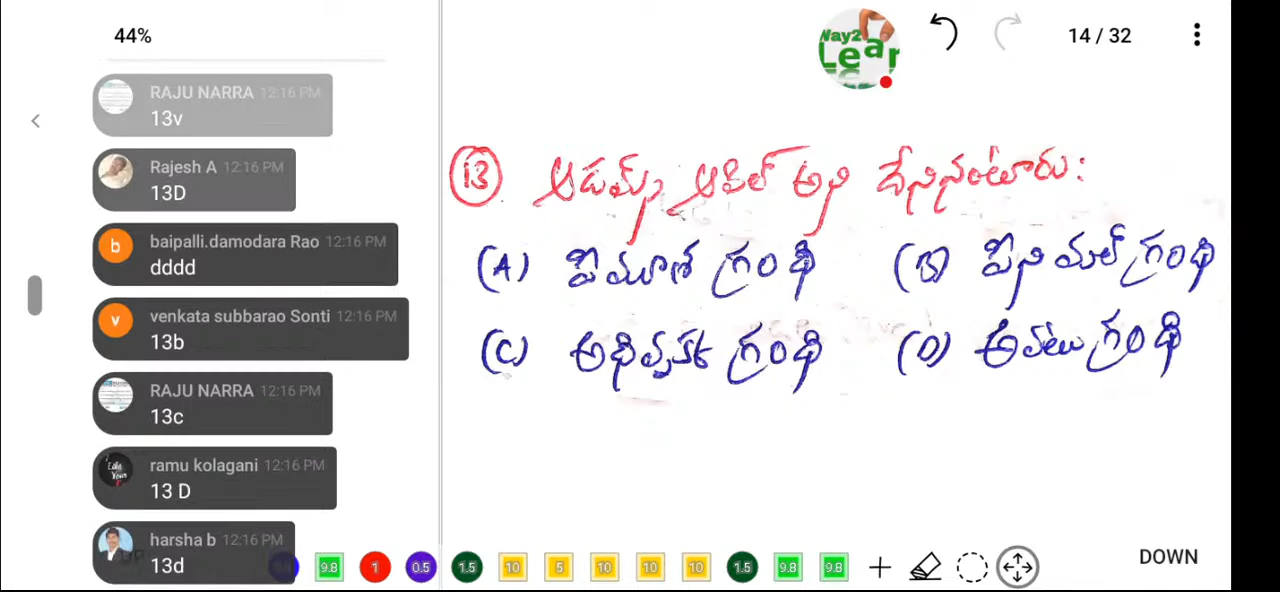 44%
Way2
Lear
14 / 32
RAJU NARRA 12:16 PM
13v
Rajesh A 12:16 PM
13D
baipalli.damodara Rao 12:16 PM
dddd
venkata subbarao Sonti 12:16 PM
13b
RAJU NARRA 12:16 PM
13c
ramu kolagani 12:16 PM
13 D
harsha b 12:16 PM
13d
13 ఆడమ్స్ ఆపిల్ అని దేనినంటూరు:
(A) పీయూష గ్రంథి (B) పీనియల్ గ్రంథి
(C) అధివృక్క గ్రంథి (D) అవటు గ్రంథి
9.8 1 0.5 1.5 10 5 10 10 10 1.5 9.8 9.8
DOWN